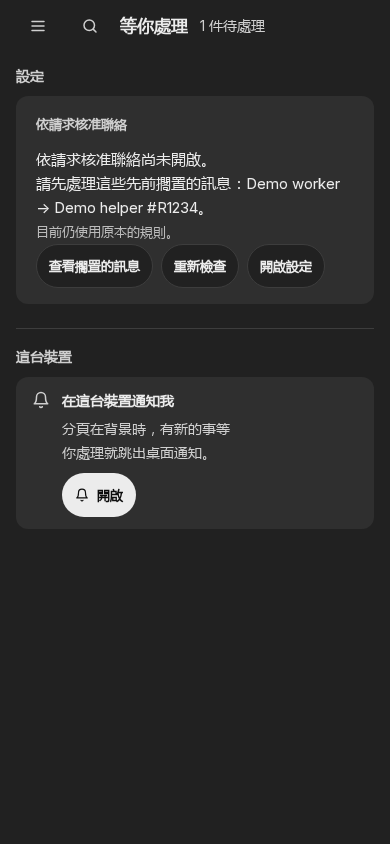 等你處理 1 件待處理
設定
依請求核准聯絡
依請求核准聯絡尚未開啟。
請先處理這些先前擱置的訊息：Demo worker
→ Demo helper #R1234。
目前仍使用原本的規則。
查看擱置的訊息 重新檢查 開啟設定
這台裝置
在這台裝置通知我
分頁在背景時，有新的事等
你處理就跳出桌面通知。
開啟